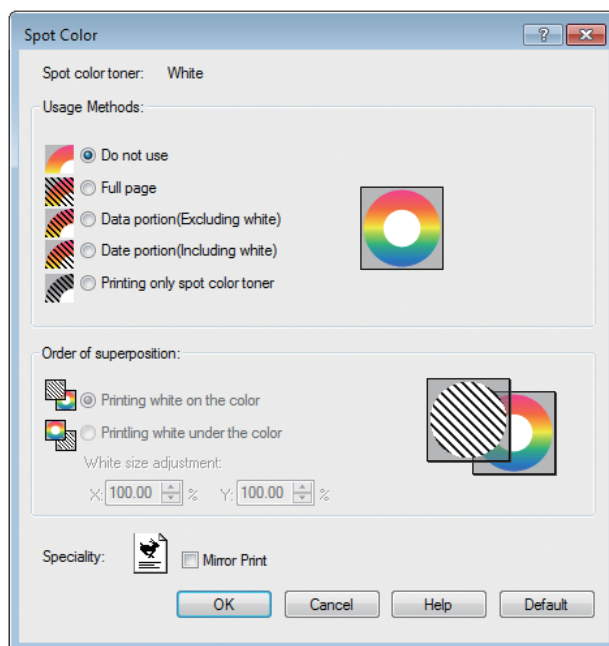 Spot Color
Spot color toner: White
Usage Methods:
Do not use
Full page
Data portion(Excluding white)
Date portion(Including white)
Printing only spot color toner
Order of superposition:
Printing white on the color
Printling white under the color
White size adjustment:
X: 100.00 % Y: 100.00 %
Speciality: Mirror Print
OK Cancel Help Default